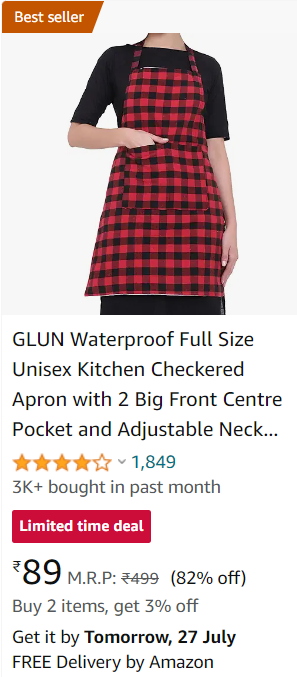 Best seller
GLUN Waterproof Full Size
Unisex Kitchen Checkered
Apron with 2 Big Front Centre
Pocket and Adjustable Neck...
1,849
3K+ bought in past month
Limited time deal
₹89 M.R.P: ₹499 (82% off)
Buy 2 items, get 3% off
Get it by Tomorrow, 27 July
FREE Delivery by Amazon